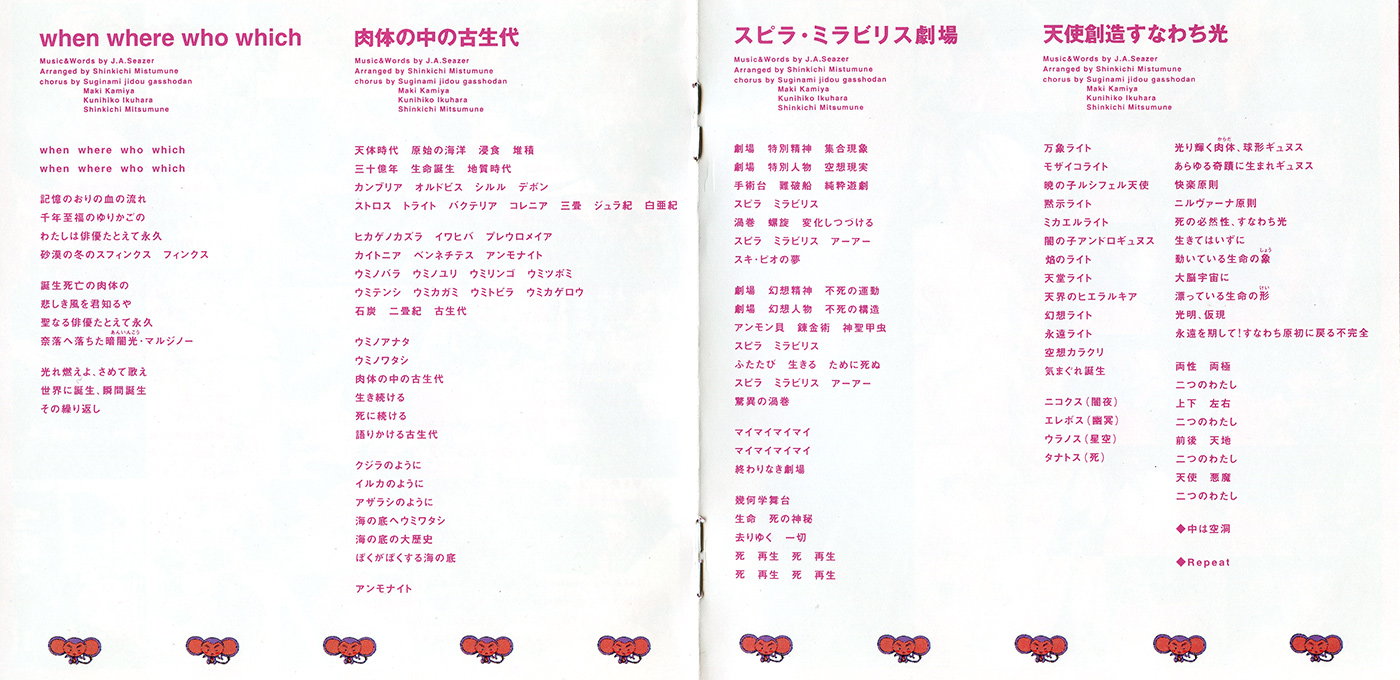 when where who which
Music&Words by J.A.Seazer
Arranged by Shinkichi Mistumune
chorus by Suginami jidou gasshodan
Maki Kamiya
Kunihiko Ikuhara
Shinkichi Mitsumune
when where who which
when where who which
記憶のおりの血の流れ
千年至福のゆりかごの
わたしは俳優たとえて永久
砂漠の冬のスフィンクス フィンクス
誕生死亡の肉体の
悲しき風を君知るや
聖なる俳優たとえて永久
あんいんこう
奈落へ落ちた暗闇光・マルジノー
光れ燃えよ、さめて歌え
世界に誕生、瞬間誕生
その繰り返し
肉体の中の古生代
Music&Words by J.A.Seazer
Arranged by Shinkichi Mistumune
chorus by Suginami jidou gasshodan
Maki Kamiya
Kunihiko Ikuhara
Shinkichi Mitsumune
天体時代 原始の海洋 浸食 堆積
三十億年 生命誕生 地質時代
カンブリア オルドビス シルル デボン
ストロス トライト バクテリア コレニア 三畳 ジュラ紀 白亜紀
ヒカゲノカズラ イワヒバ プレウロメイア
カイトニア ベンネチテス アンモナイト
ウミノバラ ウミノユリ ウミリンゴ ウミツボミ
ウミテンシ ウミカガミ ウミトビラ ウミカゲロウ
石炭 二畳紀 古生代
ウミノアナタ
ウミノワタシ
肉体の中の古生代
生き続ける
死に続ける
語りかける古生代
クジラのように
イルカのように
アザラシのように
海の底へウミワタシ
海の底の大歴史
ぼくがぼくする海の底
アンモナイト
スピラ・ミラビリス劇場
Music&Words by J.A.Seazer
Arranged by Shinkichi Mistumune
chorus by Suginami jidou gasshodan
Maki Kamiya
Kunihiko Ikuhara
Shinkichi Mitsumune
劇場 特別精神 集合現象
劇場 特別人物 空想現実
手術台 難破船 純粋遊劇
スピラ ミラビリス
渦巻 螺旋 変化しつづける
スピラ ミラビリス アーアー
スキ・ピオの夢
劇場 幻想精神 不死の運動
劇場 幻想人物 不死の構造
アンモン貝 錬金術 神聖甲虫
スピラ ミラビリス
ふたたび 生きる ために死ぬ
スピラ ミラビリス アーアー
驚異の渦巻
マイマイマイマイ
マイマイマイマイ
終わりなき劇場
幾何学舞台
生命 死の神秘
去りゆく 一切
死 再生 死 再生
死 再生 死 再生
天使創造すなわち光
Music&Words by J.A.Seazer
Arranged by Shinkichi Mistumune
chorus by Suginami jidou gasshodan
Maki Kamiya
Kunihiko Ikuhara
Shinkichi Mitsumune
万象ライト
モザイコライト
暁の子ルシフェル天使
黙示ライト
ミカエルライト
闇の子アンドロギュヌス
焔のライト
天堂ライト
天界のヒエラルキア
幻想ライト
永遠ライト
空想カラクリ
気まぐれ誕生
ニコクス（闇夜）
エレボス（幽冥）
ウラノス（星空）
タナトス（死）
からだ
光り輝く肉体、球形ギュヌス
あらゆる奇蹟に生まれギュヌス
快楽原則
ニルヴァーナ原則
死の必然性、すなわち光
生きてはいずに
しょう
動いている生命の象
大脳宇宙に
けい
漂っている生命の形
光明、仮現
永遠を期して！すなわち原初に戻る不完全
両性 両極
二つのわたし
上下 左右
二つのわたし
前後 天地
二つのわたし
天使 悪魔
二つのわたし
◆中は空洞
◆Repeat